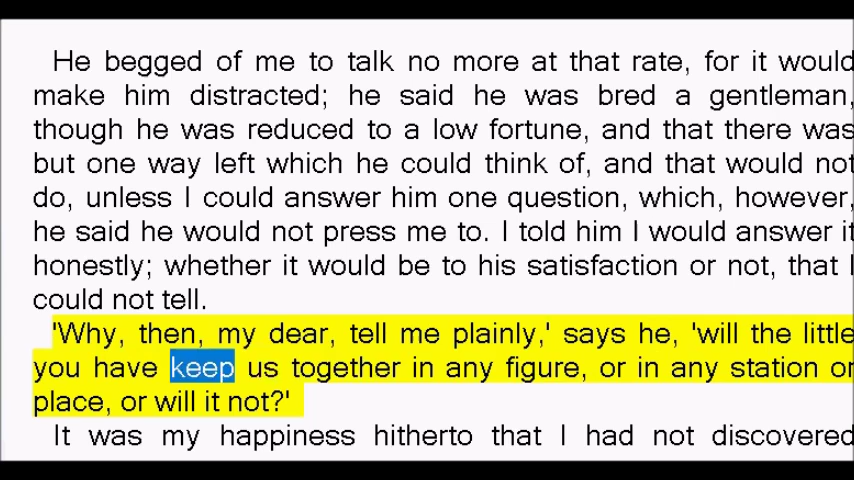 He begged of me to talk no more at that rate, for it would
make him distracted; he said he was bred a gentleman,
though he was reduced to a low fortune, and that there was
but one way left which he could think of, and that would not
do, unless I could answer him one question, which, however,
he said he would not press me to. I told him I would answer it
honestly; whether it would be to his satisfaction or not, that I
could not tell.
'Why, then, my dear, tell me plainly,' says he, 'will the little
you have keep us together in any figure, or in any station or
place, or will it not?'
It was my happiness hitherto that I had not discovered